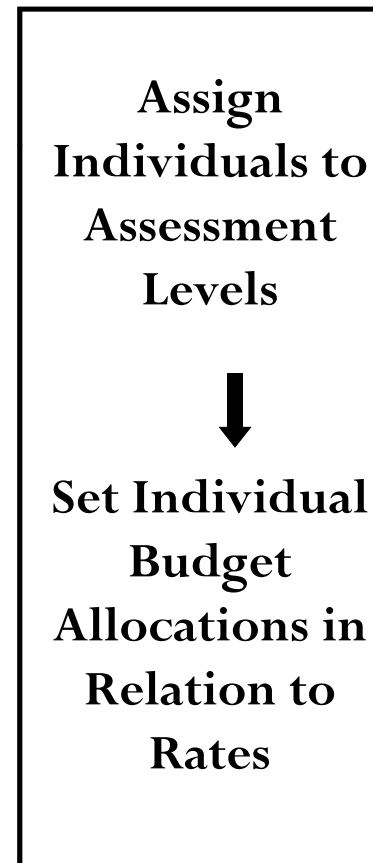 Assign
Individuals to
Assessment
Levels
Set Individual
Budget
Allocations in
Relation to
Rates